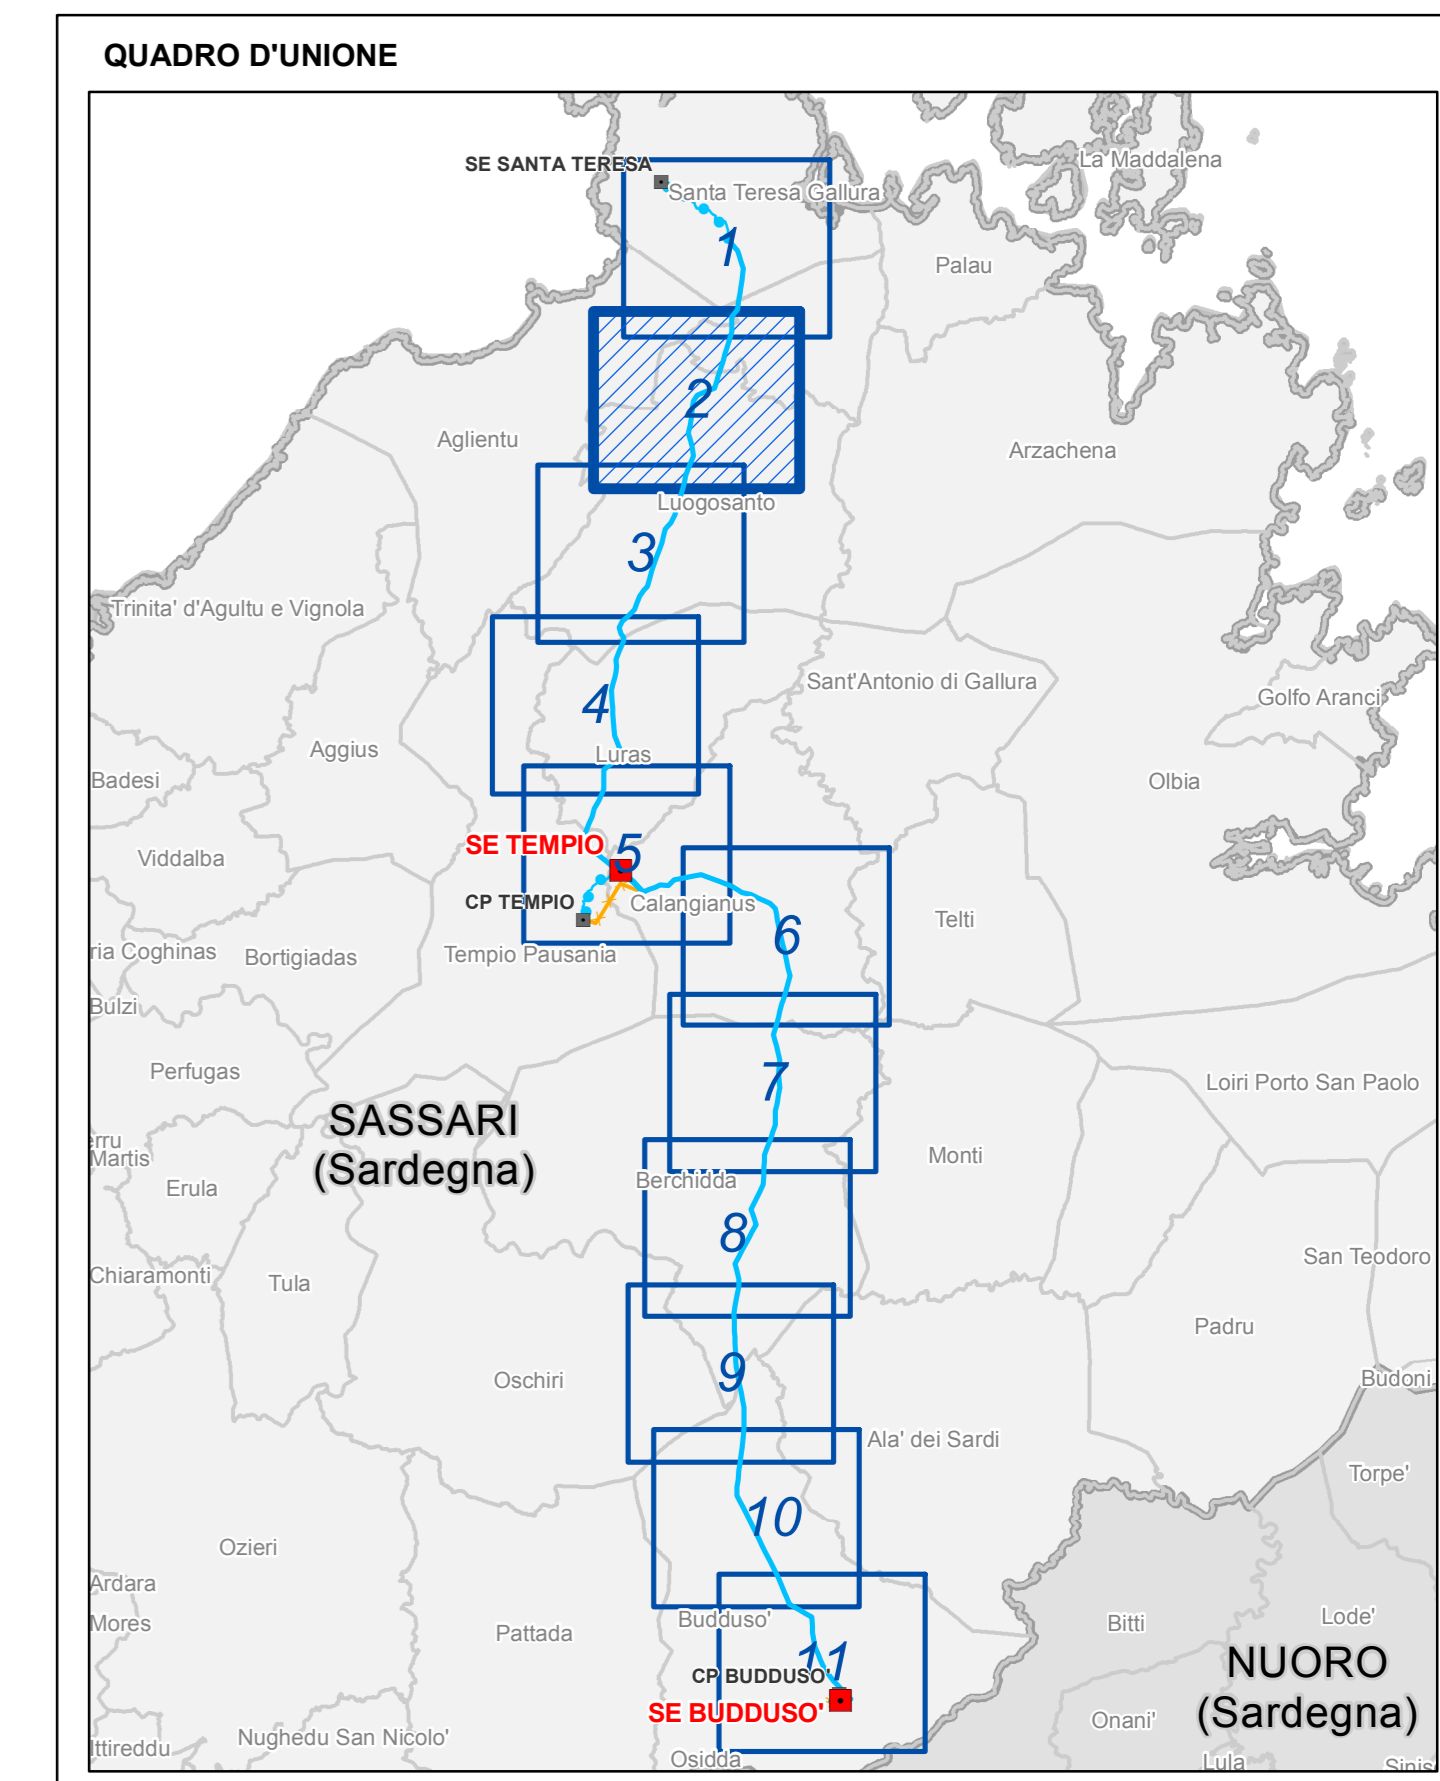 QUADRO D'UNIONE
La Maddalena
SE SANTA TERESA
Santa Teresa Gallura
1
Palau
2
Aglientu
Arzachena
Luogosanto
3
Trinita' d'Agultu e Vignola
Sant'Antonio di Gallura
Golfo Aranci
4
Aggius
Luras
Badesi
Olbia
SE TEMPIO
5
Viddalba
CP TEMPIO
Calangianus
Telti
6
ria Coghinas
Bortigiadas
Tempio Pausania
Bulzi
Perfugas
7
Loiri Porto San Paolo
SASSARI
(Sardegna)
erru
Martis
Monti
Erula
Berchidda
8
San Teodoro
Chiaramonti
Tula
Padru
9
Oschiri
Budoni
Ala' dei Sardi
Torpe'
10
Ozieri
Ardara
Mores
Budduso'
Bitti
Lode'
Pattada
11
NUORO
(Sardegna)
CP BUDDUSO'
SE BUDDUSO'
Onani'
Nughedu San Nicolo'
Ittireddu
Osidda
Lula
Sinis